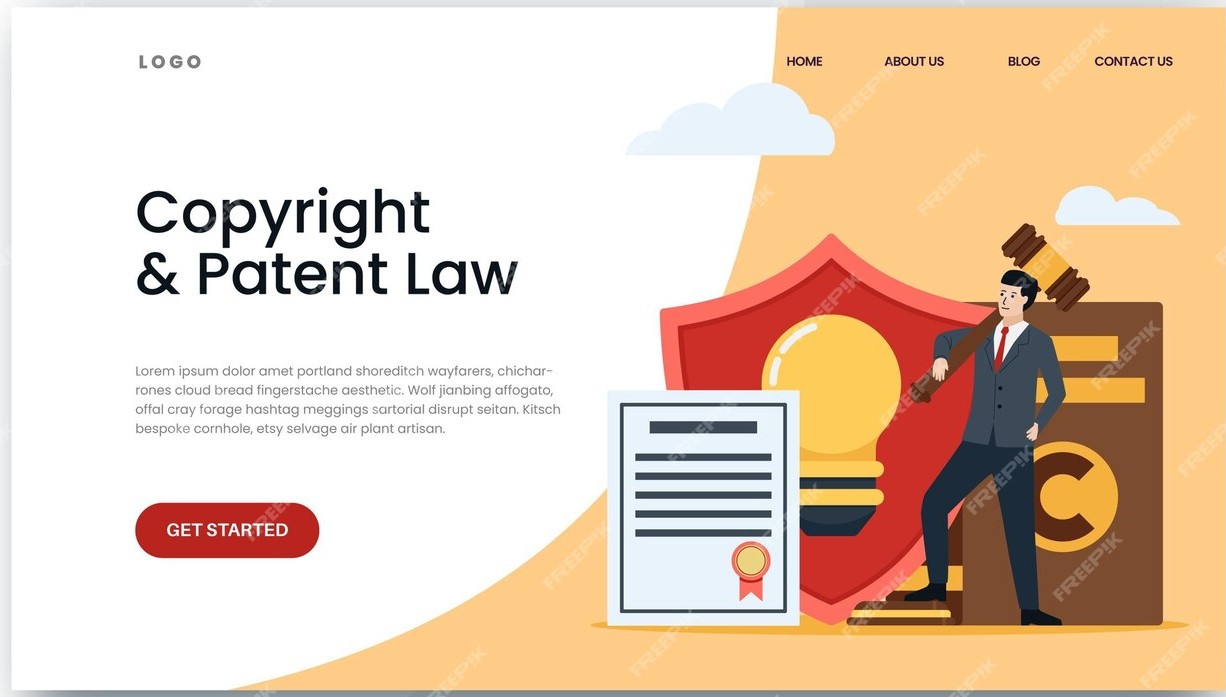 LOGO
HOME ABOUT US BLOG CONTACT US
Copyright
& Patent Law
Lorem ipsum dolor amet portland shoreditch wayfarers, chichar-
rones cloud bread fingerstache aesthetic. Wolf jianbing affogato,
offal cray forage hashtag meggings sartorial disrupt seitan. Kitsch
bespoke cornhole, etsy selvage air plant artisan.
GET STARTED
C
FREEPIK